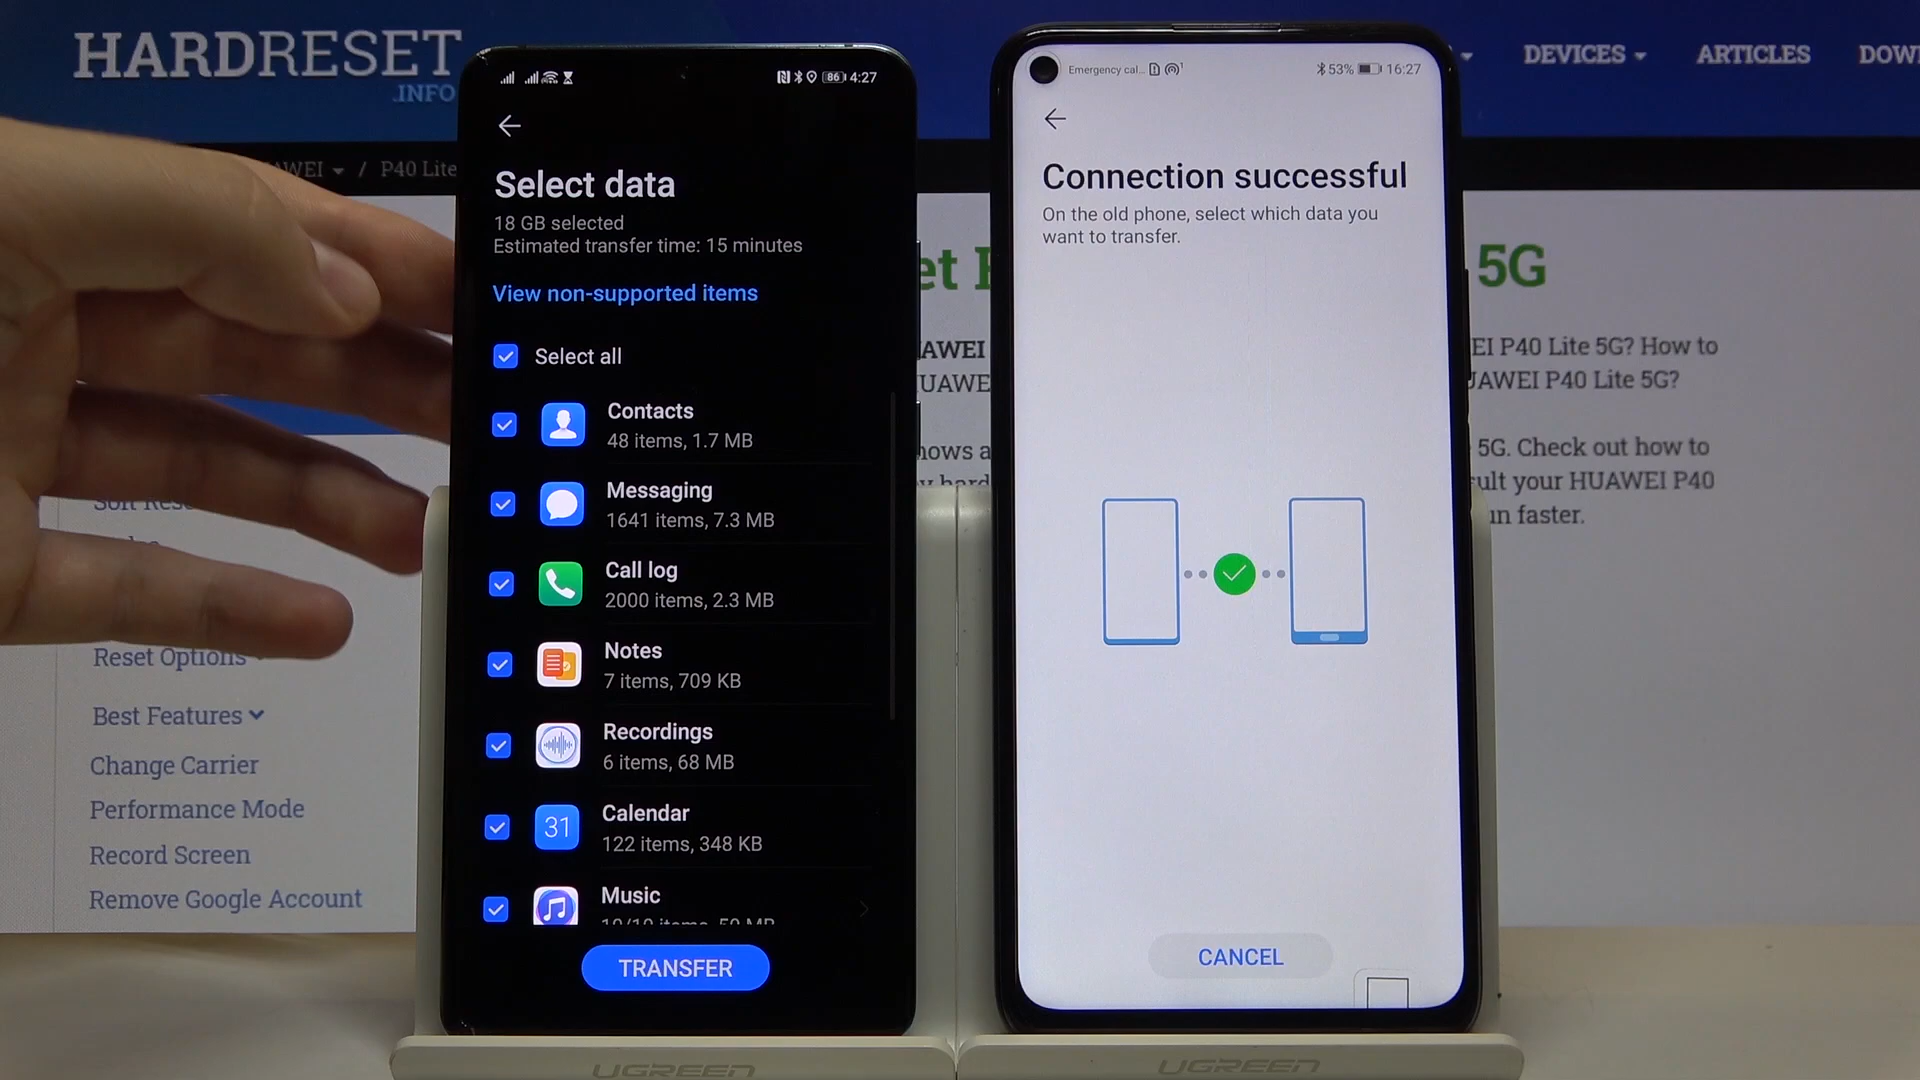 HARDRESET
.INFO
DEVICES
ARTICLES
P40 Lite
86 4:27
Select data
18 GB selected
Estimated transfer time: 15 minutes
View non-supported items
Select all
Contacts
48 items, 1.7 MB
Messaging
1641 items, 7.3 MB
Call log
2000 items, 2.3 MB
Notes
7 items, 709 KB
Recordings
6 items, 68 MB
31
Calendar
122 items, 348 KB
Music
TRANSFER
Emergency cal...
53% 16:27
Connection successful
On the old phone, select which data you
want to transfer.
CANCEL
5G
P40 Lite 5G? How to
P40 Lite 5G?
5G. Check out how to
your HUAWEI P40
faster.
Reset Options
Best Features
Change Carrier
Performance Mode
Record Screen
Remove Google Account
UGREEN
UGREEN